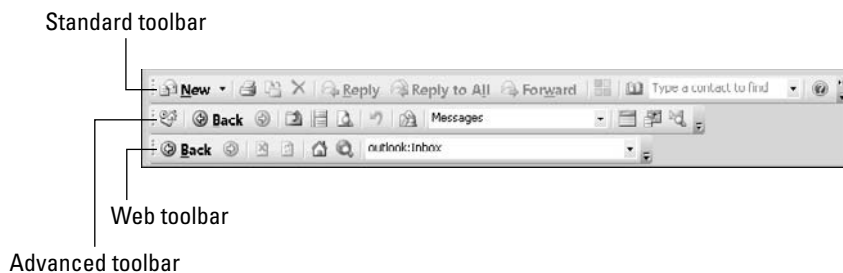 Standard toolbar
New Reply Reply to All Forward Type a contact to find
Back Messages
Back outlook:Inbox
Web toolbar
Advanced toolbar